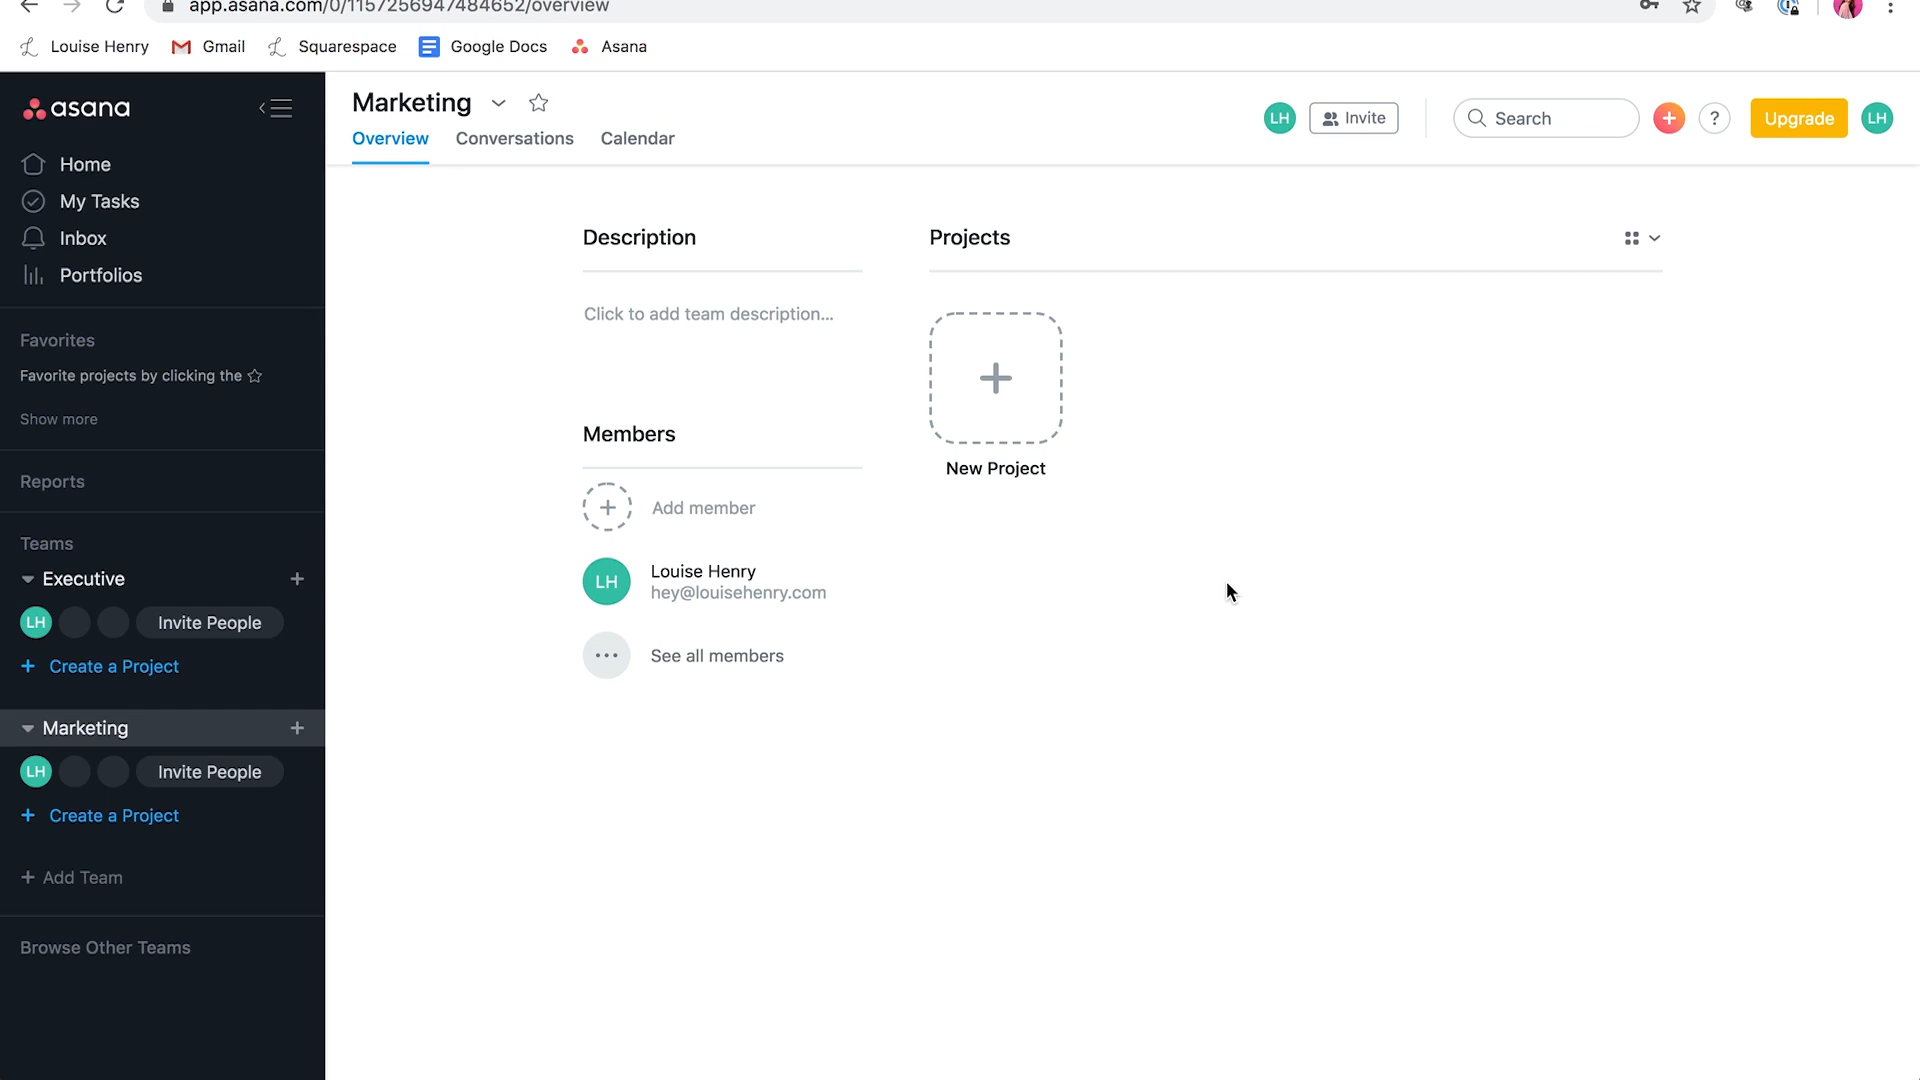 app.asana.com/0/1157256947484652/overview
Louise Henry
Gmail
Squarespace
Google Docs
Asana
asana
Home
My Tasks
Inbox
Portfolios
Favorites
Favorite projects by clicking the
Show more
Reports
Teams
Executive
LH
Invite People
+ Create a Project
Marketing
LH
Invite People
+ Create a Project
+ Add Team
Browse Other Teams
Marketing
Overview
Conversations
Calendar
LH
Invite
Search
?
Upgrade
LH
Description
Click to add team description...
Members
Add member
LH
Louise Henry
hey@louisehenry.com
See all members
Projects
New Project